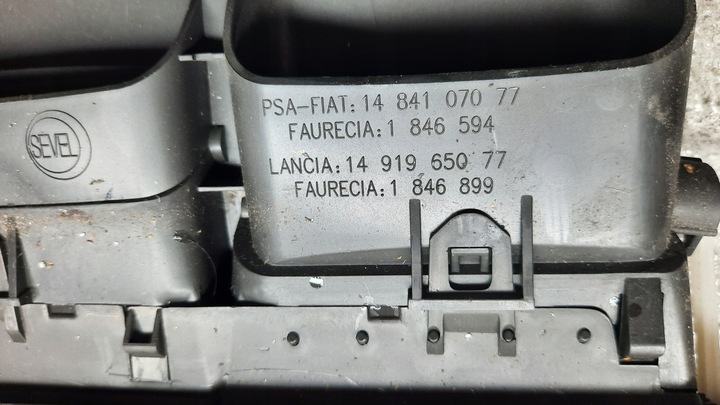 PSA-FIAT: 14 841 070 77
FAURECIA: 1 846 594
SEVEL
LANCIA: 14 919 650 77
FAURECIA: 1 846 899